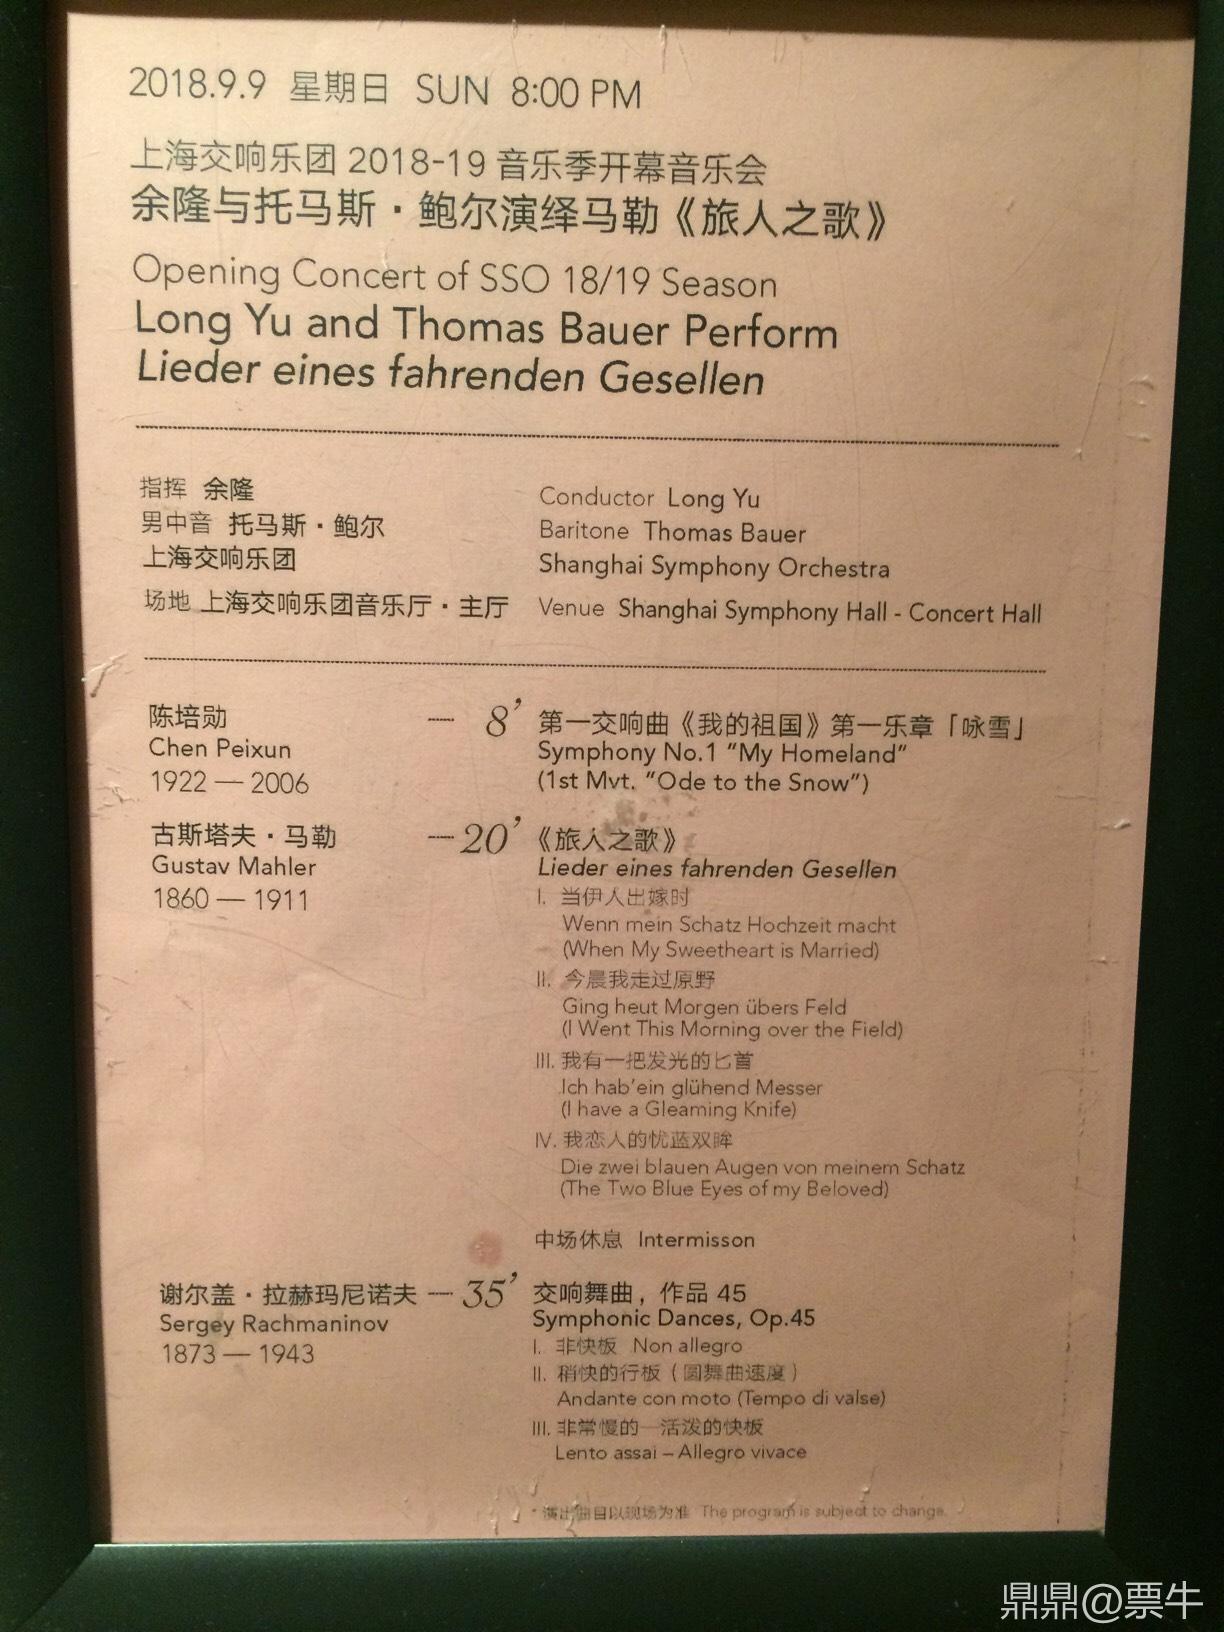 2018.9.9 星期日 SUN 8:00 PM
上海交响乐团 2018-19 音乐季开幕音乐会
余隆与托马斯·鲍尔演绎马勒《旅人之歌》
Opening Concert of SSO 18/19 Season
Long Yu and Thomas Bauer Perform
Lieder eines fahrenden Gesellen
指挥 余隆 Conductor Long Yu
男中音 托马斯·鲍尔 Baritone Thomas Bauer
上海交响乐团 Shanghai Symphony Orchestra
场地 上海交响乐团音乐厅·主厅 Venue Shanghai Symphony Hall - Concert Hall
陈培勋 — 8’ 第一交响曲《我的祖国》第一乐章「咏雪」
Chen Peixun Symphony No.1 “My Homeland”
1922 — 2006 (1st Mvt. “Ode to the Snow”)
古斯塔夫·马勒 — 20’ 《旅人之歌》
Gustav Mahler Lieder eines fahrenden Gesellen
1860 — 1911 I. 当伊人出嫁时
Wenn mein Schatz Hochzeit macht
(When My Sweetheart is Married)
II. 今晨我走过原野
Ging heut Morgen übers Feld
(I Went This Morning over the Field)
III. 我有一把发光的匕首
Ich hab’ein glühend Messer
(I have a Gleaming Knife)
IV. 我恋人的忧蓝双眸
Die zwei blauen Augen von meinem Schatz
(The Two Blue Eyes of my Beloved)
中场休息 Intermisson
谢尔盖·拉赫玛尼诺夫 — 35’ 交响舞曲，作品 45
Sergey Rachmaninov Symphonic Dances, Op.45
1873 — 1943 I. 非快板 Non allegro
II. 稍快的行板（圆舞曲速度）
Andante con moto (Tempo di valse)
III. 非常慢的—活泼的快板
Lento assai – Allegro vivace
* 演出曲目以现场为准 The program is subject to change.
鼎鼎@票牛